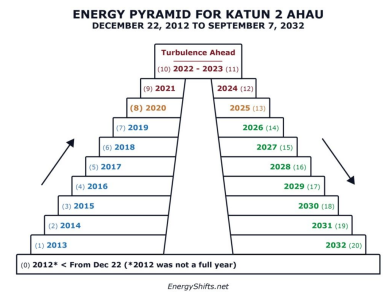 ENERGY PYRAMID FOR KATUN 2 AHAU
DECEMBER 22, 2012 TO SEPTEMBER 7, 2032
Turbulence Ahead
(10) 2022 - 2023 (11)
(9) 2021 2024 (12)
(8) 2020 2025 (13)
(7) 2019 2026 (14)
(6) 2018 2027 (15)
(5) 2017 2028 (16)
(4) 2016 2029 (17)
(3) 2015 2030 (18)
(2) 2014 2031 (19)
(1) 2013 2032 (20)
(0) 2012* < From Dec 22 (*2012 was not a full year)
EnergyShifts.net